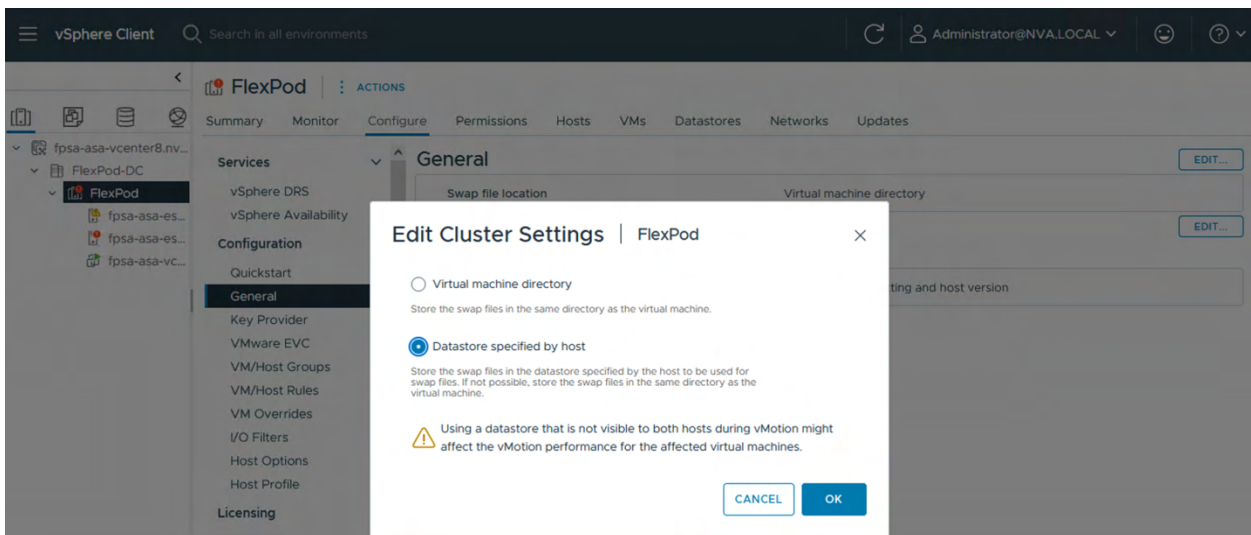 vSphere Client
Search in all environments
Administrator@NVA.LOCAL
FlexPod
ACTIONS
Summary Monitor Configure Permissions Hosts VMs Datastores Networks Updates
fpsa-asa-vcenter8.nv...
FlexPod-DC
FlexPod
fpsa-asa-es...
fpsa-asa-es...
fpsa-asa-vc...
Services
vSphere DRS
vSphere Availability
Configuration
Quickstart
General
Key Provider
VMware EVC
VM/Host Groups
VM/Host Rules
VM Overrides
I/O Filters
Host Options
Host Profile
Licensing
General
EDIT...
Swap file location Virtual machine directory
EDIT...
ting and host version
Edit Cluster Settings | FlexPod
Virtual machine directory
Store the swap files in the same directory as the virtual machine.
Datastore specified by host
Store the swap files in the datastore specified by the host to be used for
swap files. If not possible, store the swap files in the same directory as the
virtual machine.
Using a datastore that is not visible to both hosts during vMotion might
affect the vMotion performance for the affected virtual machines.
CANCEL OK